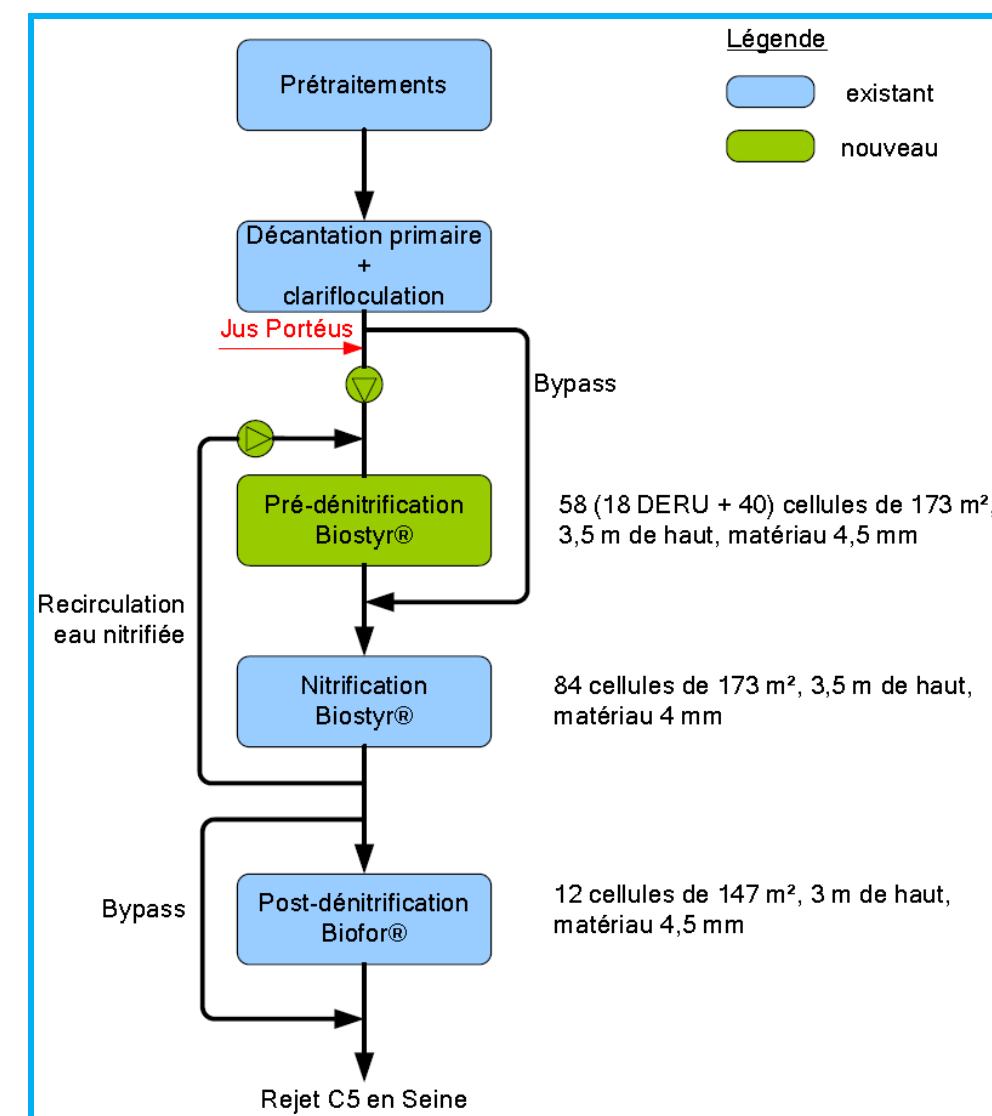 Légende
existant
nouveau
Prétraitements
Décantation primaire
+
clarifloculation
Jus Portéus
Bypass
Pré-dénitrification
Biostyr®
58 (18 DERU + 40) cellules de 173 m²,
3,5 m de haut, matériau 4,5 mm
Recirculation
eau nitrifiée
Nitrification
Biostyr®
84 cellules de 173 m², 3,5 m de haut,
matériau 4 mm
Bypass
Post-dénitrification
Biofor®
12 cellules de 147 m², 3 m de haut,
matériau 4,5 mm
Rejet C5 en Seine